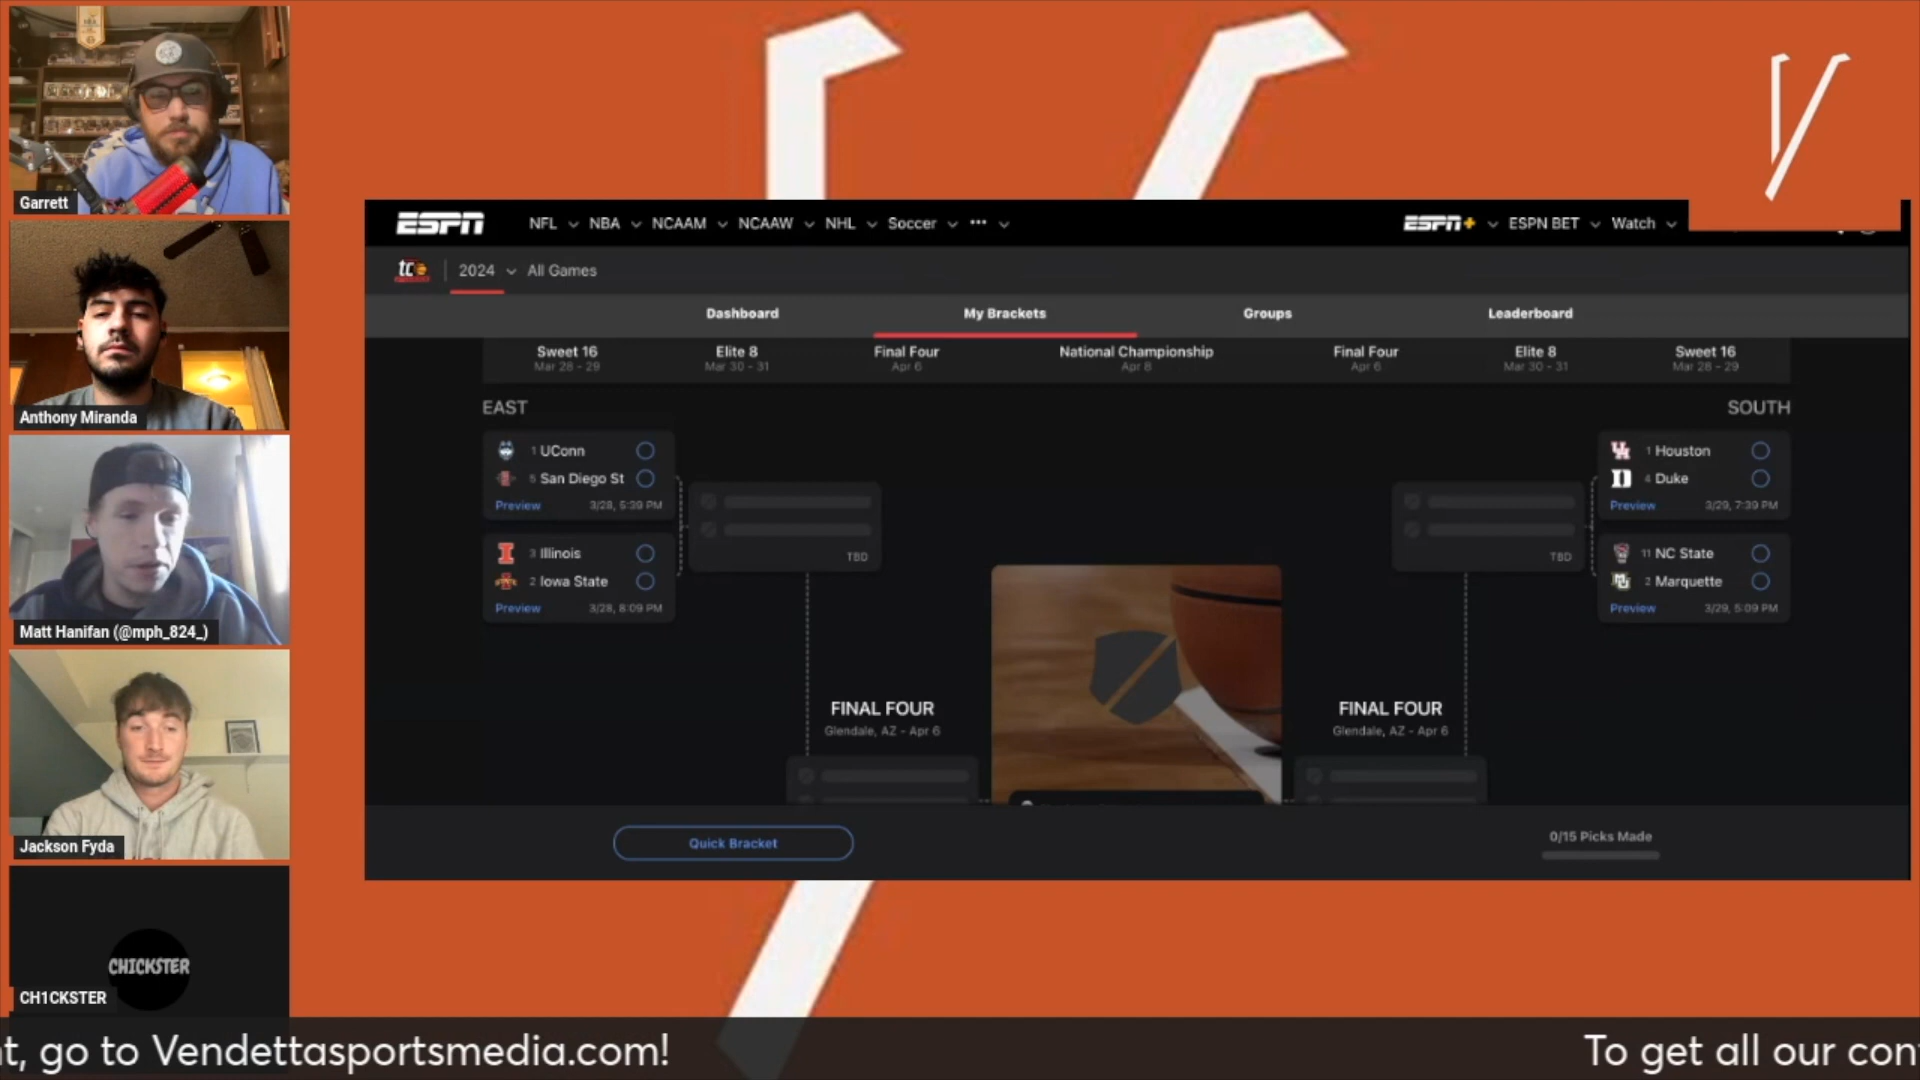 Garrett
Anthony Miranda
Matt Hanifan (@mph_824_)
Jackson Fyda
CHICKSTER
CH1CKSTER
ESPN NFL NBA NCAAM NCAAW NHL Soccer ••• ESPN+ ESPN BET Watch
tc 2024 All Games
Dashboard My Brackets Groups Leaderboard
Sweet 16 Elite 8 Final Four National Championship Final Four Elite 8 Sweet 16
Mar 28 - 29 Mar 30 - 31 Apr 6 Apr 8 Apr 6 Mar 30 - 31 Mar 28 - 29
EAST SOUTH
1 UConn
5 San Diego St
Preview 3/28, 5:39 PM
3 Illinois
2 Iowa State
Preview 3/28, 8:09 PM
TBD
1 Houston
4 Duke
Preview 3/29, 7:39 PM
11 NC State
2 Marquette
Preview 3/29, 5:09 PM
TBD
FINAL FOUR
Glendale, AZ - Apr 6
FINAL FOUR
Glendale, AZ - Apr 6
Quick Bracket 0/15 Picks Made
t, go to Vendettasportsmedia.com! To get all our con